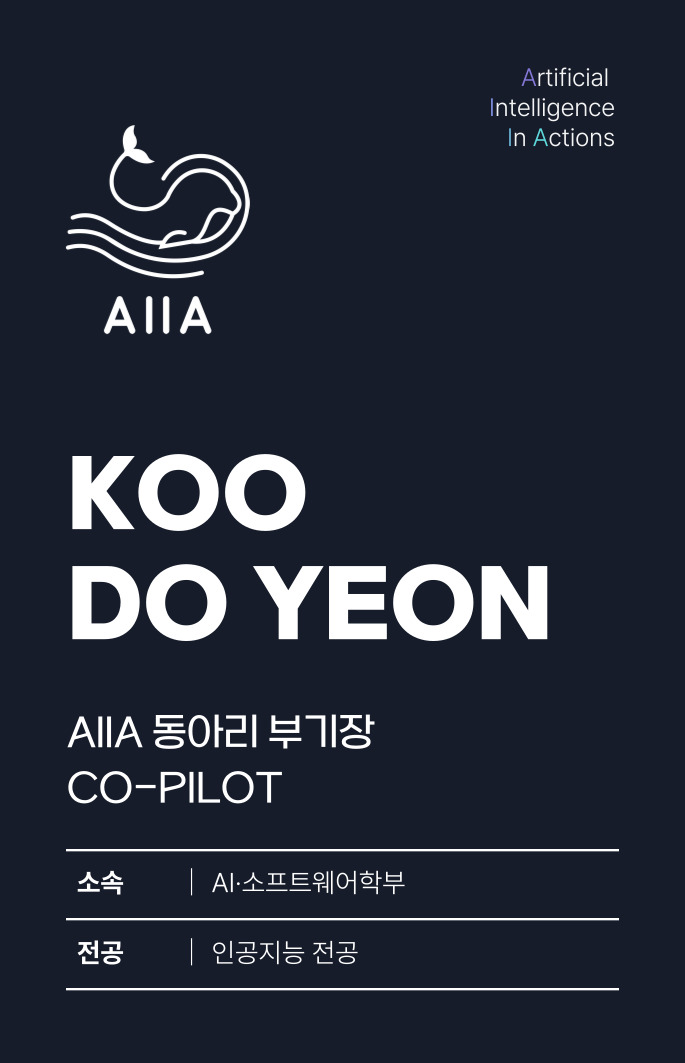 Artificial
Intelligence
In Actions
AIIA
KOO
DO YEON
AIIA 동아리 부기장
CO-PILOT
소속 | AI·소프트웨어학부
전공 | 인공지능 전공